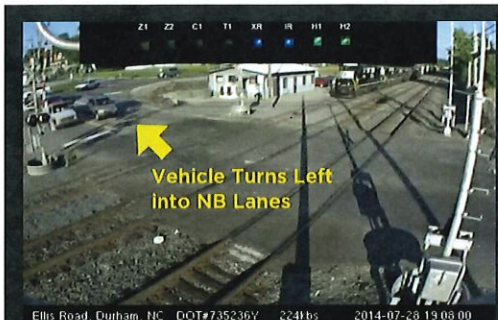 Z1 Z2 C1 T1 XR IR H1 H2
Vehicle Turns Left
into NB Lanes
Ellis Road, Durham, NC DOT#735236Y 224kbs 2014-07-28 19:08:00